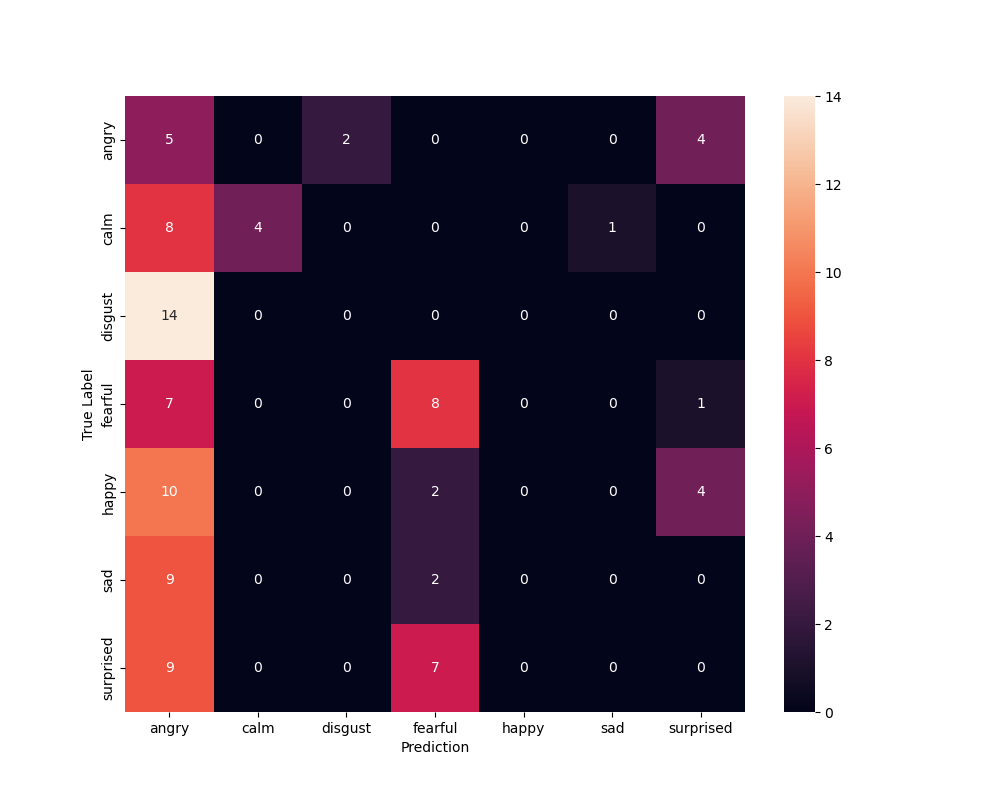 True Label
angry 5 0 2 0 0 0 4
calm 8 4 0 0 0 1 0
disgust 14 0 0 0 0 0 0
fearful 7 0 0 8 0 0 1
happy 10 0 0 2 0 0 4
sad 9 0 0 2 0 0 0
surprised 9 0 0 7 0 0 0
angry calm disgust fearful happy sad surprised
Prediction
14
12
10
8
6
4
2
0